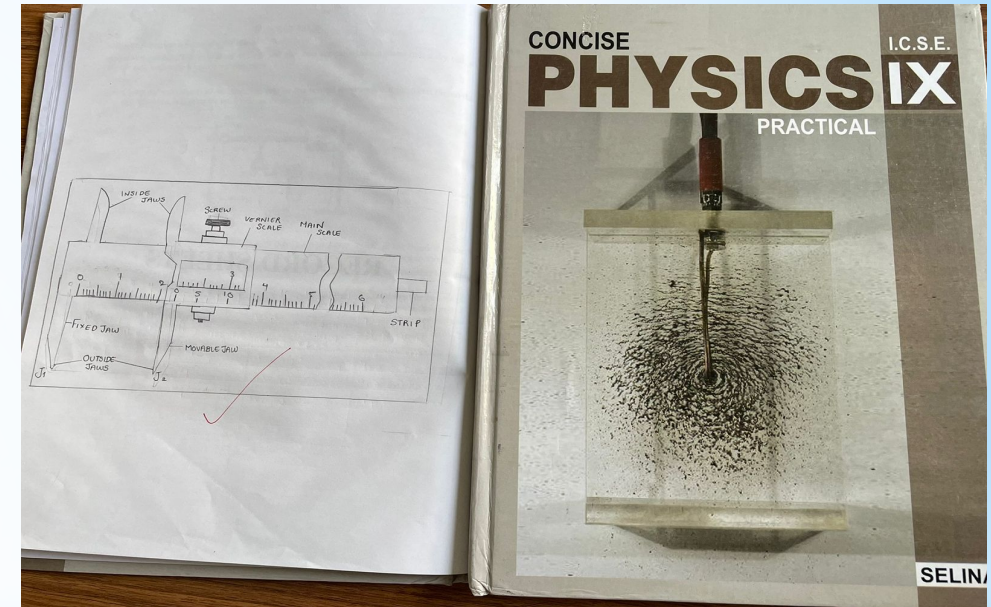 INSIDE
JAWS
SCREW
VERNIER
SCALE
MAIN
SCALE
0 1 2 3 4 5 6
0 5 10
STRIP
FIXED JAW
MOVABLE JAW
OUTSIDE
JAWS
J1
J2
CONCISE
I.C.S.E.
PHYSICS IX
PRACTICAL
SELINA